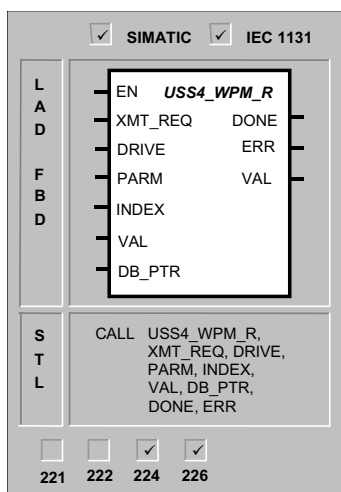 ✓ SIMATIC ✓ IEC 1131
L
A
D
F
B
D
EN USS4_WPM_R
XMT_REQ DONE
DRIVE ERR
PARM VAL
INDEX
VAL
DB_PTR
S
T
L
CALL USS4_WPM_R,
XMT_REQ, DRIVE,
PARM, INDEX,
VAL, DB_PTR,
DONE, ERR
✓ ✓
221 222 224 226